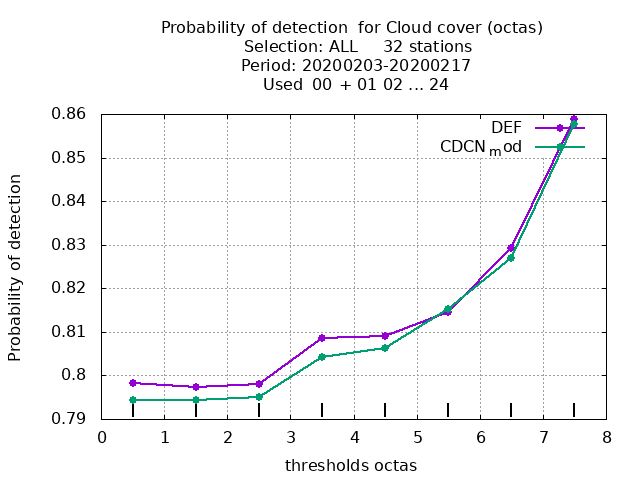 Probability of detection  for Cloud cover (octas)
Selection: ALL     32 stations
Period: 20200203-20200217
Used  00 + 01 02 ... 24
0.86
DEF
CDCN_mod
0.85
0.84
0.83
0.82
0.81
0.8
0.79
Probability of detection
0 1 2 3 4 5 6 7 8
thresholds octas